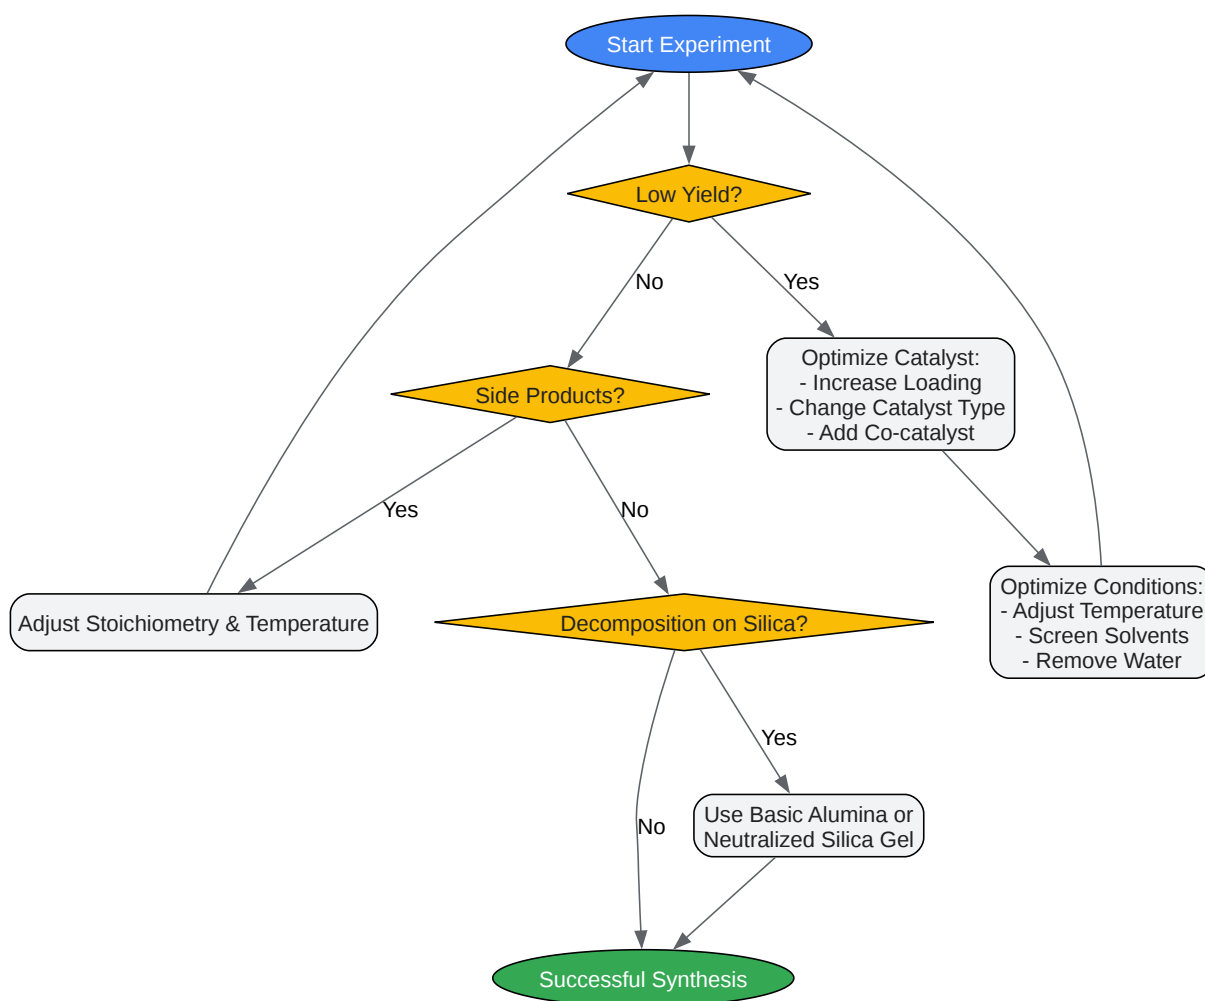 Start Experiment
Low Yield?
No
Yes
Optimize Catalyst:
- Increase Loading
- Change Catalyst Type
- Add Co-catalyst
Side Products?
Yes
No
Adjust Stoichiometry & Temperature
Decomposition on Silica?
Optimize Conditions:
- Adjust Temperature
- Screen Solvents
- Remove Water
Yes
No
Use Basic Alumina or
Neutralized Silica Gel
Successful Synthesis